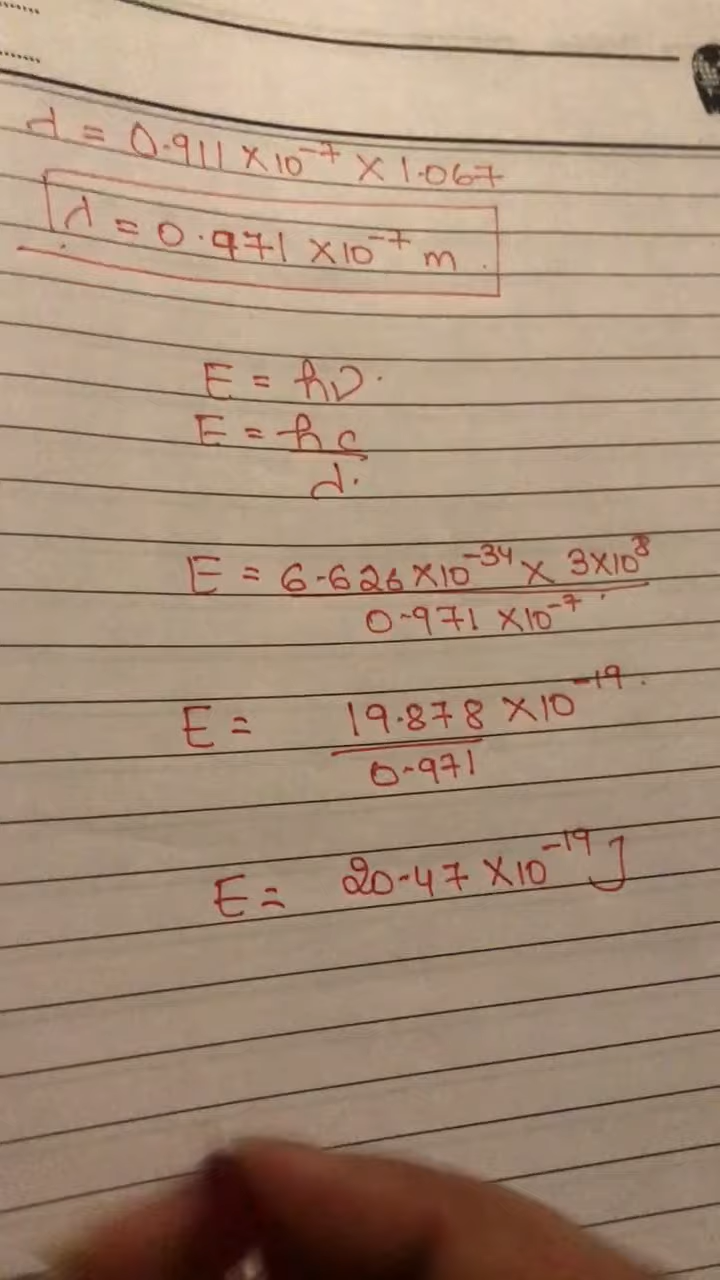 λ = 0.911 × 10⁻⁷ × 1.067
λ = 0.971 × 10⁻⁷ m.
E = hν.
E = hc/λ.
E = 6.626 × 10⁻³⁴ × 3 × 10⁸ / 0.971 × 10⁻⁷.
E = 19.878 × 10⁻¹⁹. / 0.971
E = 20.47 × 10⁻¹⁹ J